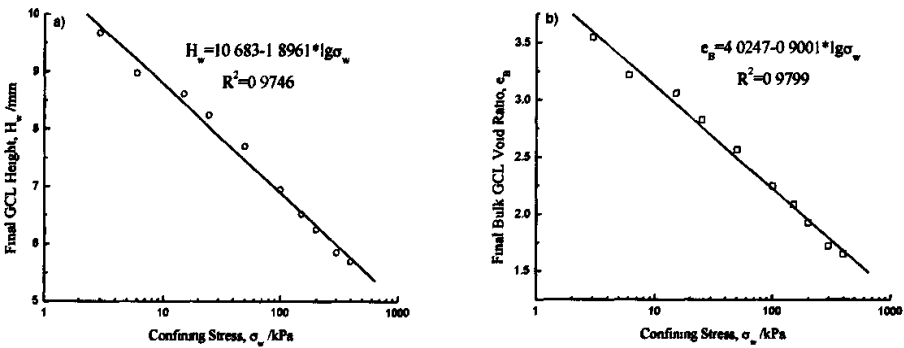 a)
H_w=10 683-1 8961*lgσ_w
R²=0 9746
10
9
8
7
6
5
Final GCL Height, H_w /mm
1
10
100
1000
Confining Stress, σ_w /kPa
b)
e_B=4 0247-0 9001*lgσ_w
R²=0 9799
3.5
3.0
2.5
2.0
1.5
Final Bulk GCL Void Ratio, e_B
1
10
100
1000
Confining Stress, σ_w /kPa